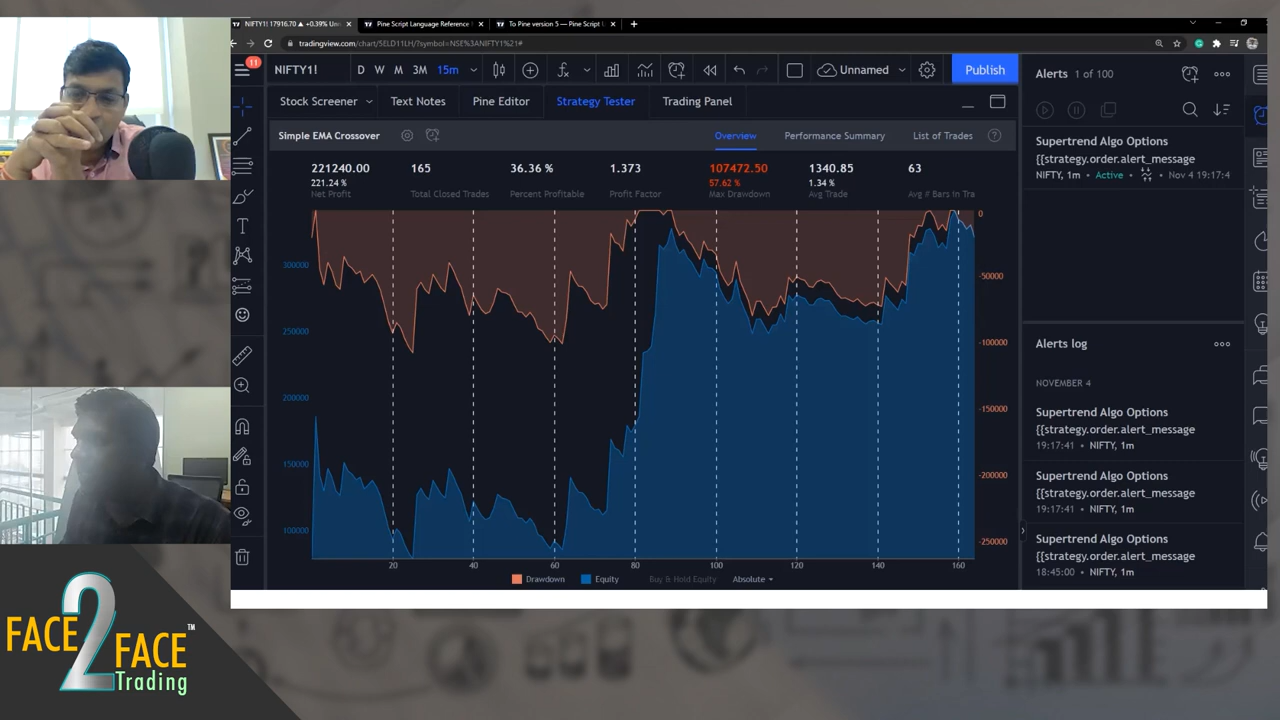 NIFTY1! 17916.70 ▲ +0.39% Un
Pine Script Language Reference
To Pine version 5 — Pine Script
tradingview.com/chart/5ELD11LH/?symbol=NSE%3ANIFTY1%21#
11
NIFTY1!
D W M 3M 15m
Unnamed
Publish
Stock Screener
Text Notes
Pine Editor
Strategy Tester
Trading Panel
Simple EMA Crossover
Overview
Performance Summary
List of Trades
221240.00
221.24 %
Net Profit
165
Total Closed Trades
36.36 %
Percent Profitable
1.373
Profit Factor
107472.50
57.62 %
Max Drawdown
1340.85
1.34 %
Avg Trade
63
Avg # Bars in Tra
300000
250000
200000
150000
100000
0
-50000
-100000
-150000
-200000
-250000
20 40 60 80 100 120 140 160
Drawdown
Equity
Buy & Hold Equity
Absolute
Alerts 1 of 100
Supertrend Algo Options
{{strategy.order.alert_message
NIFTY, 1m • Active • Nov 4 19:17:4
Alerts log
NOVEMBER 4
Supertrend Algo Options
{{strategy.order.alert_message
19:17:41 • NIFTY, 1m
Supertrend Algo Options
{{strategy.order.alert_message
19:17:41 • NIFTY, 1m
Supertrend Algo Options
{{strategy.order.alert_message
18:45:00 • NIFTY, 1m
FACE 2 FACE ™
Trading